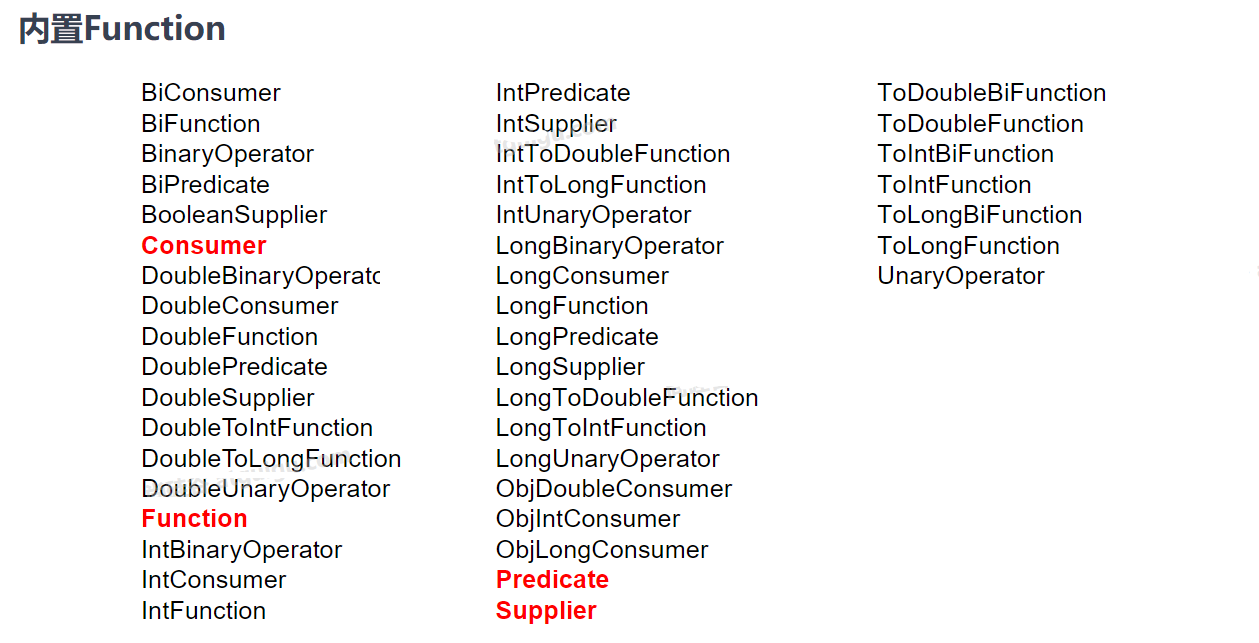 内置Function
BiConsumer
BiFunction
BinaryOperator
BiPredicate
BooleanSupplier
Consumer
DoubleBinaryOperatc
DoubleConsumer
DoubleFunction
DoublePredicate
DoubleSupplier
DoubleToIntFunction
DoubleToLongFunction
DoubleUnaryOperator
Function
IntBinaryOperator
IntConsumer
IntFunction
IntPredicate
IntSupplier
IntToDoubleFunction
IntToLongFunction
IntUnaryOperator
LongBinaryOperator
LongConsumer
LongFunction
LongPredicate
LongSupplier
LongToDoubleFunction
LongToIntFunction
LongUnaryOperator
ObjDoubleConsumer
ObjIntConsumer
ObjLongConsumer
Predicate
Supplier
ToDoubleBiFunction
ToDoubleFunction
ToIntBiFunction
ToIntFunction
ToLongBiFunction
ToLongFunction
UnaryOperator